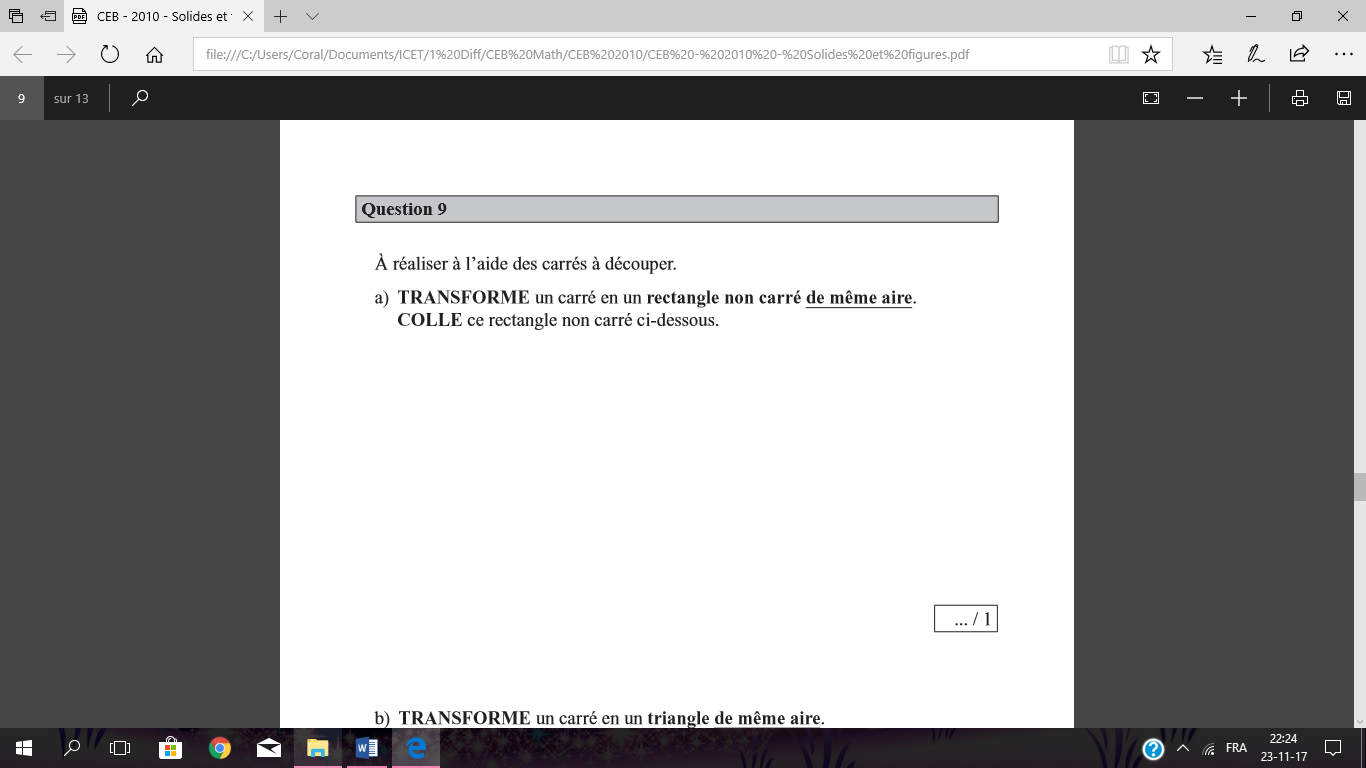 CEB - 2010 - Solides et
file:///C:/Users/Coral/Documents/ICET/1%20Diff/CEB%20Math/CEB%202010/CEB%20-%202010%20-%20Solides%20et%20figures.pdf
9 sur 13
Question 9
À réaliser à l’aide des carrés à découper.
a) TRANSFORME un carré en un rectangle non carré de même aire.
COLLE ce rectangle non carré ci-dessous.
... / 1
b) TRANSFORME un carré en un triangle de même aire.
FRA
22:24
23-11-17